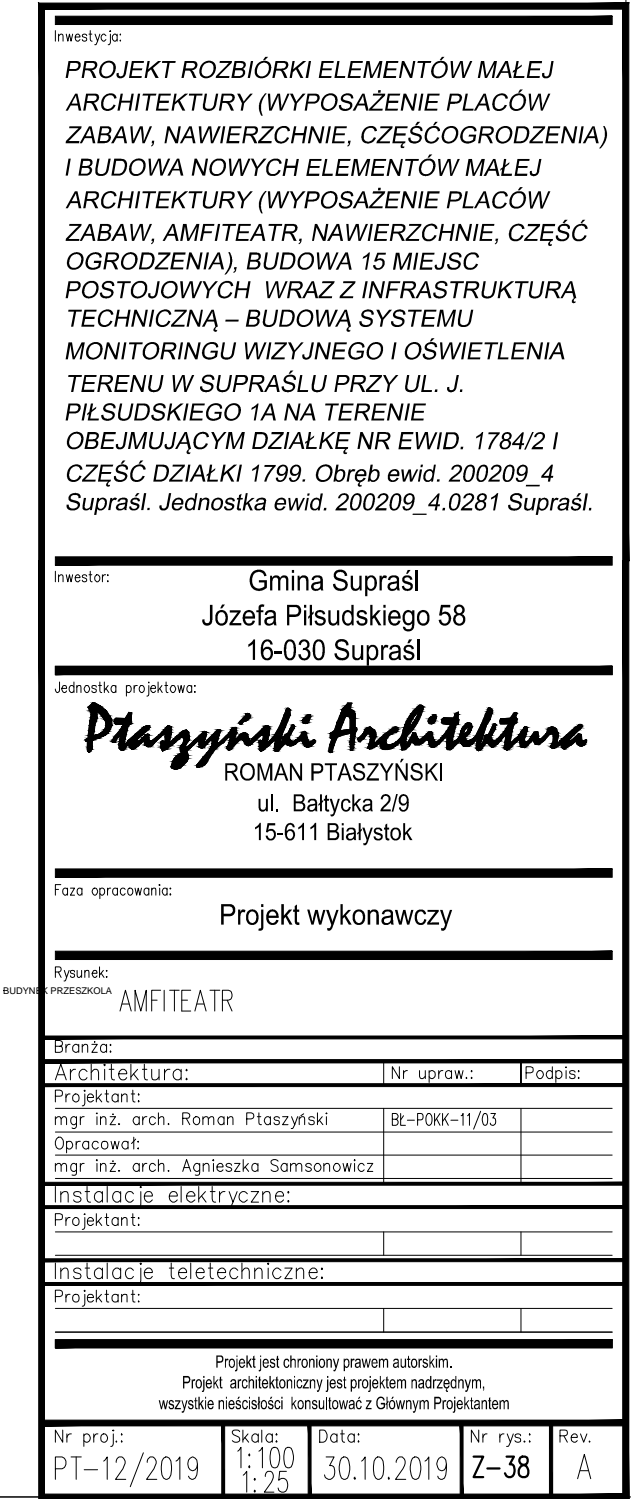 Inwestycja:
PROJEKT ROZBIÓRKI ELEMENTÓW MAŁEJ
ARCHITEKTURY (WYPOSAŻENIE PLACÓW
ZABAW, NAWIERZCHNIE, CZĘŚĆOGRODZENIA)
I BUDOWA NOWYCH ELEMENTÓW MAŁEJ
ARCHITEKTURY (WYPOSAŻENIE PLACÓW
ZABAW, AMFITEATR, NAWIERZCHNIE, CZĘŚĆ
OGRODZENIA), BUDOWA 15 MIEJSC
POSTOJOWYCH WRAZ Z INFRASTRUKTURĄ
TECHNICZNĄ – BUDOWĄ SYSTEMU
MONITORINGU WIZYJNEGO I OŚWIETLENIA
TERENU W SUPRAŚLU PRZY UL. J.
PIŁSUDSKIEGO 1A NA TERENIE
OBEJMUJĄCYM DZIAŁKĘ NR EWID. 1784/2 I
CZĘŚĆ DZIAŁKI 1799. Obręb ewid. 200209_4
Supraśl. Jednostka ewid. 200209_4.0281 Supraśl.
Inwestor:
Gmina Supraśl
Józefa Piłsudskiego 58
16-030 Supraśl
Jednostka projektowa:
Ptaszyński Architektura
ROMAN PTASZYŃSKI
ul. Bałtycka 2/9
15-611 Białystok
Faza opracowania:
Projekt wykonawczy
Rysunek:
BUDYNEK PRZESZKOLA
AMFITEATR
Branża:
Architektura: Nr upraw.: Podpis:
Projektant:
mgr inż. arch. Roman Ptaszyński BŁ-POKK-11/03
Opracował:
mgr inż. arch. Agnieszka Samsonowicz
Instalacje elektryczne:
Projektant:
Instalacje teletechniczne:
Projektant:
Projekt jest chroniony prawem autorskim.
Projekt architektoniczny jest projektem nadrzędnym,
wszystkie nieścisłości konsultować z Głównym Projektantem
Nr proj.: Skala: Data: Nr rys.: Rev.
PT-12/2019 1:100 30.10.2019 Z-38 A
1:25